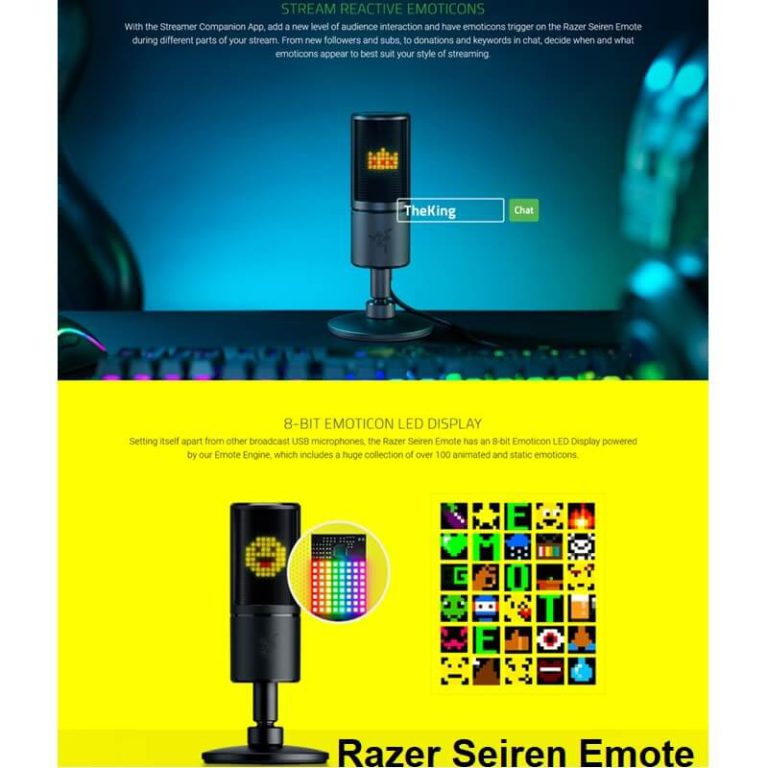 STREAM REACTIVE EMOTICONS
With the Streamer Companion App, add a new level of audience interaction and have emoticons trigger on the Razer Seiren Emote
during different parts of your stream. From new followers and subs, to donations and keywords in chat, decide when and what
emoticons appear to best suit your style of streaming.
TheKing
Chat
8-BIT EMOTICON LED DISPLAY
Setting itself apart from other broadcast USB microphones, the Razer Seiren Emote has an 8-bit Emoticon LED Display powered
by our Emote Engine, which includes a huge collection of over 100 animated and static emoticons.
E
M
O
T
E
Razer Seiren Emote